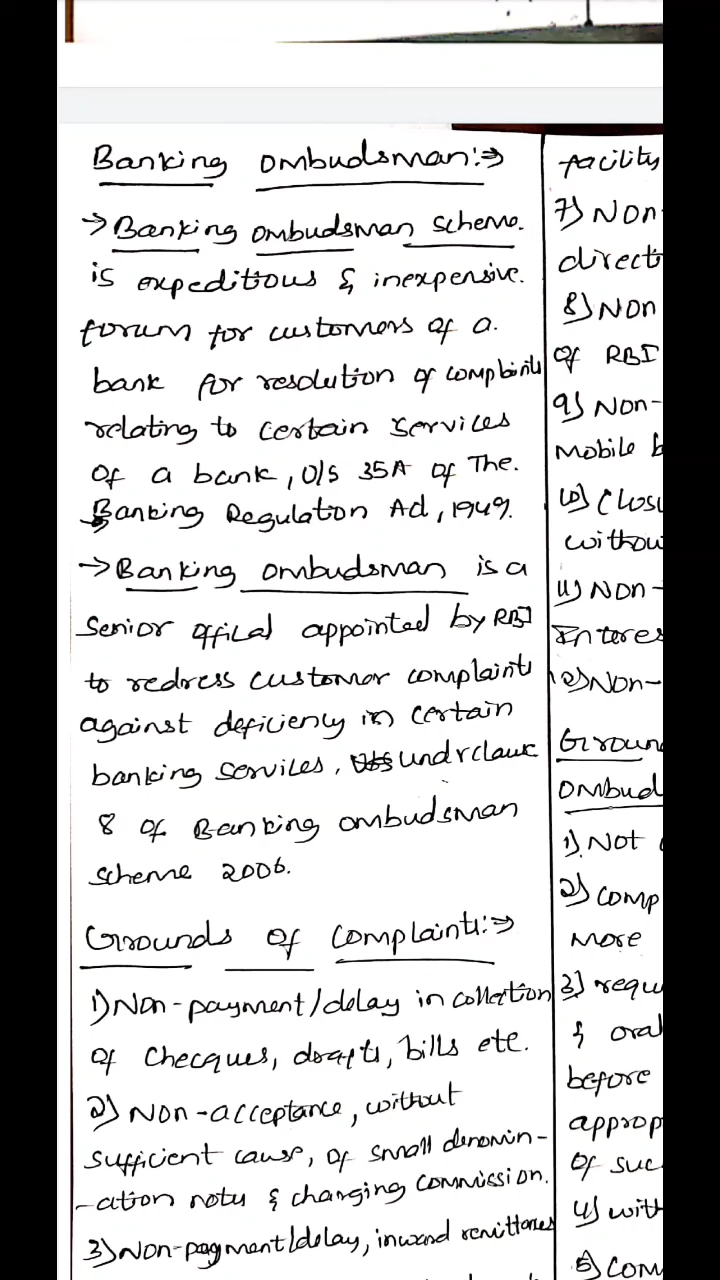 Banking ombudsman:⇒
→ Banking ombudsman scheme.
is expeditious & inexpensive.
forum for customers of a.
bank for resolution of complaints
relating to certain services
of a bank, U/S 35A of The.
Banking Regulation Act, 1949.
→ Banking ombudsman is a
senior official appointed by RBI
to redress customer complaints
against deficiency in certain
banking services, undr clause
8 of Banking ombudsman
scheme 2006.
Grounds of complaints:⇒
1) Non-payment/delay in collection
of checques, drafts, bills etc.
2) Non-acceptance, without
sufficient cause, of small denomin-
-ation notes & charging commission.
3) Non-payment/delay, inward remittances
facility
7) Non-
direct
8) Non
of RBI
9) Non-
Mobile b
10) Closu
withou
11) Non-
Interes
12) Non-
Groun
ombud
1) Not
2) comp
more
3) requ
& oral
before
approp
of suc
4) with
5) com